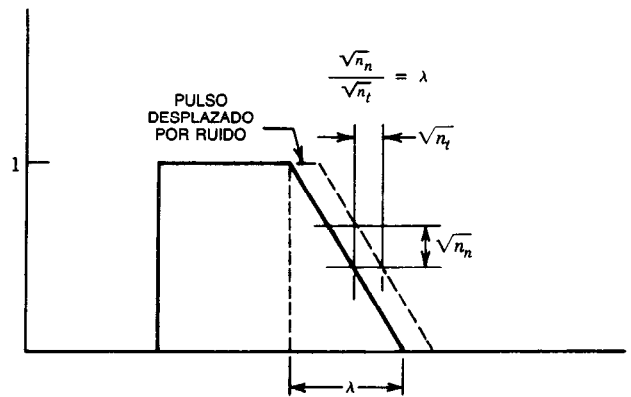 √n_n / √n_t = λ
PULSO
DESPLAZADO
POR RUIDO
√n_t
1
√n_n
λ